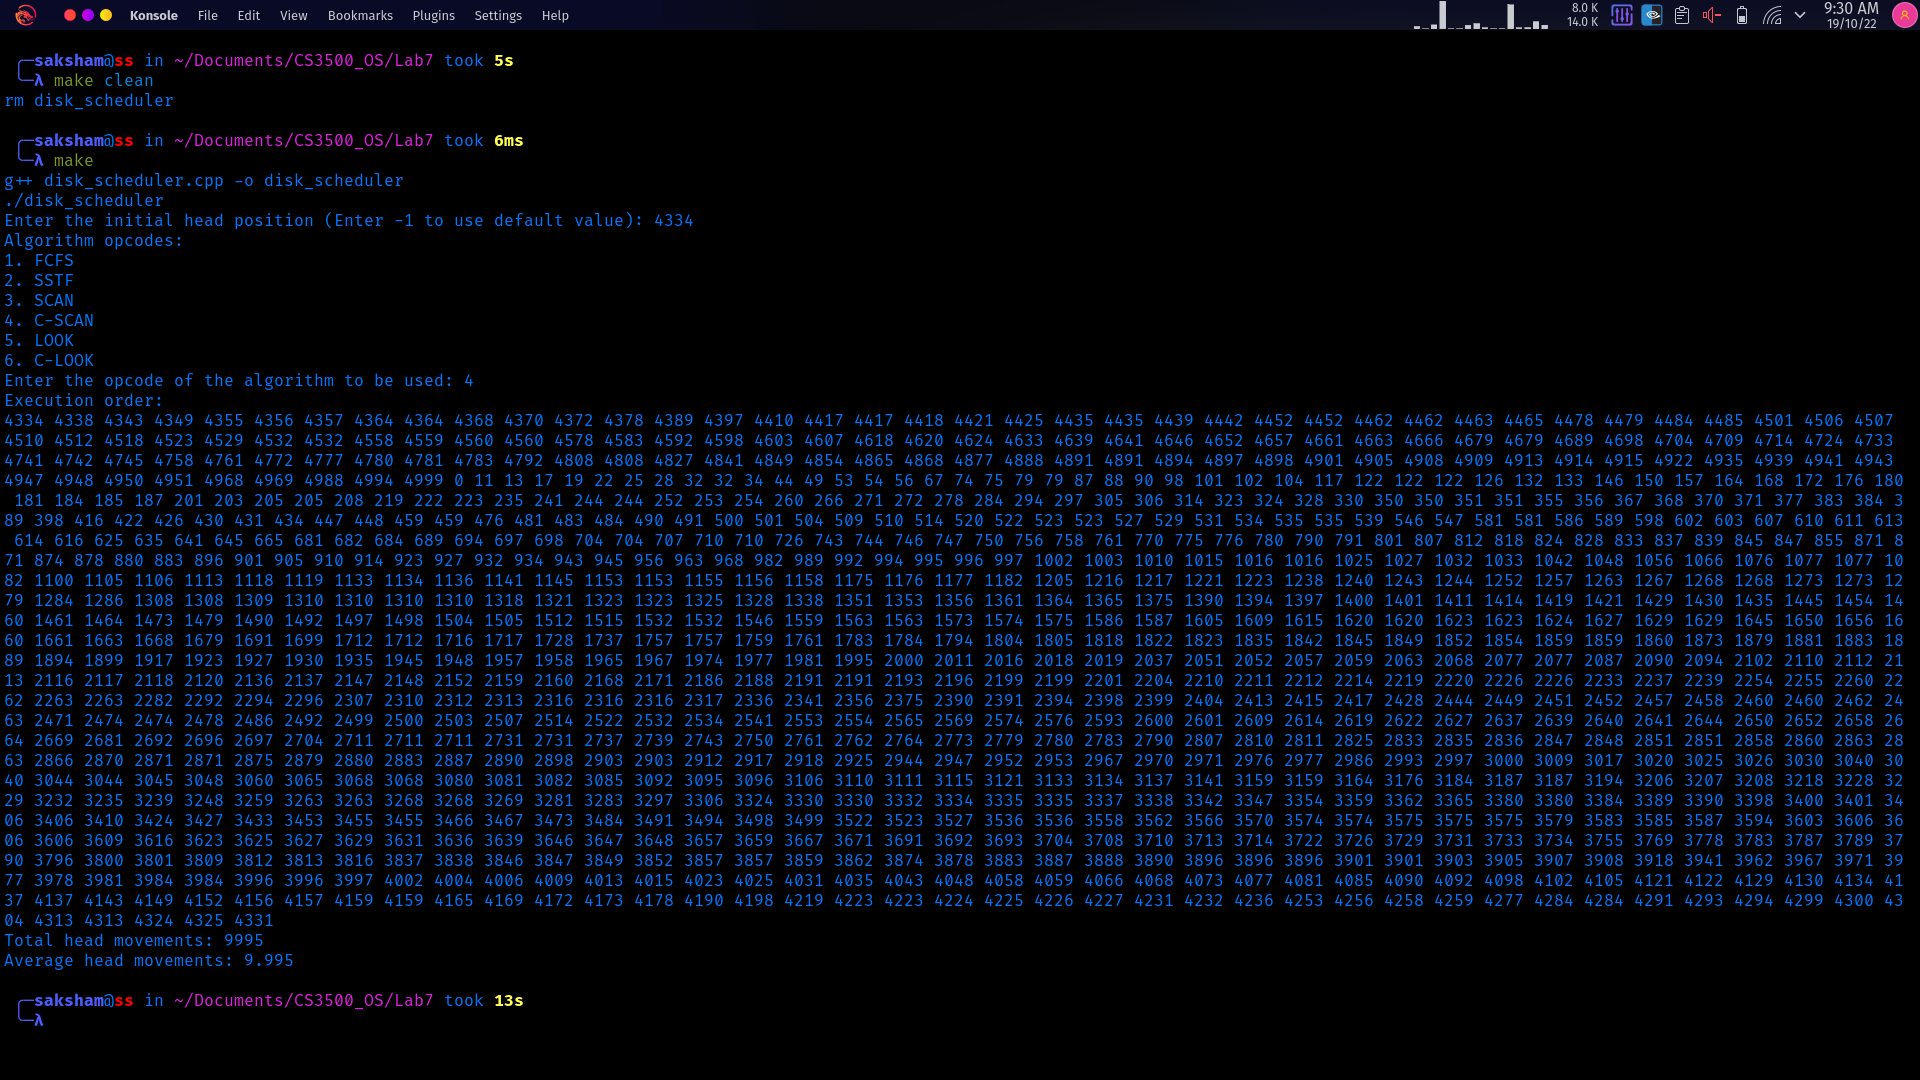 Konsole File Edit View Bookmarks Plugins Settings Help 8.0 K 14.0 K 9:30 AM 19/10/22
saksham@ss in ~/Documents/CS3500_OS/Lab7 took 5s
λ make clean
rm disk_scheduler
saksham@ss in ~/Documents/CS3500_OS/Lab7 took 6ms
λ make
g++ disk_scheduler.cpp -o disk_scheduler
./disk_scheduler
Enter the initial head position (Enter -1 to use default value): 4334
Algorithm opcodes:
1. FCFS
2. SSTF
3. SCAN
4. C-SCAN
5. LOOK
6. C-LOOK
Enter the opcode of the algorithm to be used: 4
Execution order:
4334 4338 4343 4349 4355 4356 4357 4364 4364 4368 4370 4372 4378 4389 4397 4410 4417 4417 4418 4421 4425 4435 4435 4439 4442 4452 4452 4462 4462 4463 4465 4478 4479 4484 4485 4501 4506 4507
4510 4512 4518 4523 4529 4532 4532 4558 4559 4560 4560 4578 4583 4592 4598 4603 4607 4618 4620 4624 4633 4639 4641 4646 4652 4657 4661 4663 4666 4679 4679 4689 4698 4704 4709 4714 4724 4733
4741 4742 4745 4758 4761 4772 4777 4780 4781 4783 4792 4808 4808 4827 4841 4849 4854 4865 4868 4877 4888 4891 4891 4894 4897 4898 4901 4905 4908 4909 4913 4914 4915 4922 4935 4939 4941 4943
4947 4948 4950 4951 4968 4969 4988 4994 4999 0 11 13 17 19 22 25 28 32 32 34 44 49 53 54 56 67 74 75 79 79 87 88 90 98 101 102 104 117 122 122 122 126 132 133 146 150 157 164 168 172 176 180
181 184 185 187 201 203 205 205 208 219 222 223 235 241 244 244 252 253 254 260 266 271 272 278 284 294 297 305 306 314 323 324 328 330 350 350 351 351 355 356 367 368 370 371 377 383 384 3
89 398 416 422 426 430 431 434 447 448 459 459 476 481 483 484 490 491 500 501 504 509 510 514 520 522 523 523 527 529 531 534 535 535 539 546 547 581 581 586 589 598 602 603 607 610 611 613
614 616 625 635 641 645 665 681 682 684 689 694 697 698 704 704 707 710 710 726 743 744 746 747 750 756 758 761 770 775 776 780 790 791 801 807 812 818 824 828 833 837 839 845 847 855 871 8
71 874 878 880 883 896 901 905 910 914 923 927 932 934 943 945 956 963 968 982 989 992 994 995 996 997 1002 1003 1010 1015 1016 1016 1025 1027 1032 1033 1042 1048 1056 1066 1076 1077 1077 10
82 1100 1105 1106 1113 1118 1119 1133 1134 1136 1141 1145 1153 1153 1155 1156 1158 1175 1176 1177 1182 1205 1216 1217 1221 1223 1238 1240 1243 1244 1252 1257 1263 1267 1268 1268 1273 1273 12
79 1284 1286 1308 1308 1309 1310 1310 1310 1310 1318 1321 1323 1323 1325 1328 1338 1351 1353 1356 1361 1364 1365 1375 1390 1394 1397 1400 1401 1411 1414 1419 1421 1429 1430 1435 1445 1454 14
60 1461 1464 1473 1479 1490 1492 1497 1498 1504 1505 1512 1515 1532 1532 1546 1559 1563 1563 1573 1574 1575 1586 1587 1605 1609 1615 1620 1620 1623 1623 1624 1627 1629 1629 1645 1650 1656 16
60 1661 1663 1668 1679 1691 1699 1712 1712 1716 1717 1728 1737 1757 1757 1759 1761 1783 1784 1794 1804 1805 1818 1822 1823 1835 1842 1845 1849 1852 1854 1859 1859 1860 1873 1879 1881 1883 18
89 1894 1899 1917 1923 1927 1930 1935 1945 1948 1957 1958 1965 1967 1974 1977 1981 1995 2000 2011 2016 2018 2019 2037 2051 2052 2057 2059 2063 2068 2077 2077 2087 2090 2094 2102 2110 2112 21
13 2116 2117 2118 2120 2136 2137 2147 2148 2152 2159 2160 2168 2171 2186 2188 2191 2191 2193 2196 2199 2199 2201 2204 2210 2211 2212 2214 2219 2220 2226 2226 2233 2237 2239 2254 2255 2260 22
62 2263 2263 2282 2292 2294 2296 2307 2310 2312 2313 2316 2316 2316 2317 2336 2341 2356 2375 2390 2391 2394 2398 2399 2404 2413 2415 2417 2428 2444 2449 2451 2452 2457 2458 2460 2460 2462 24
63 2471 2474 2474 2478 2486 2492 2499 2500 2503 2507 2514 2522 2532 2534 2541 2553 2554 2565 2569 2574 2576 2593 2600 2601 2609 2614 2619 2622 2627 2637 2639 2640 2641 2644 2650 2652 2658 26
64 2669 2681 2692 2696 2697 2704 2711 2711 2711 2731 2731 2737 2739 2743 2750 2761 2762 2764 2773 2779 2780 2783 2790 2807 2810 2811 2825 2833 2835 2836 2847 2848 2851 2851 2858 2860 2863 28
63 2866 2870 2871 2871 2875 2879 2880 2883 2887 2890 2898 2903 2903 2912 2917 2918 2925 2944 2947 2952 2953 2967 2970 2971 2976 2977 2986 2993 2997 3000 3009 3017 3020 3025 3026 3030 3040 30
40 3044 3044 3045 3048 3060 3065 3068 3068 3080 3081 3082 3085 3092 3095 3096 3106 3110 3111 3115 3121 3133 3134 3137 3141 3159 3159 3164 3176 3184 3187 3187 3194 3206 3207 3208 3218 3228 32
29 3232 3235 3239 3248 3259 3263 3263 3268 3268 3269 3281 3283 3297 3306 3324 3330 3330 3332 3334 3335 3335 3337 3338 3342 3347 3354 3359 3362 3365 3380 3380 3384 3389 3390 3398 3400 3401 34
06 3406 3410 3424 3427 3433 3453 3455 3455 3466 3467 3473 3484 3491 3494 3498 3499 3522 3523 3527 3536 3536 3558 3562 3566 3570 3574 3574 3575 3575 3575 3579 3583 3585 3587 3594 3603 3606 36
06 3606 3609 3616 3623 3625 3627 3629 3631 3636 3639 3646 3647 3648 3657 3659 3667 3671 3691 3692 3693 3704 3708 3710 3713 3714 3722 3726 3729 3731 3733 3734 3755 3769 3778 3783 3787 3789 37
90 3796 3800 3801 3809 3812 3813 3816 3837 3838 3846 3847 3849 3852 3857 3857 3859 3862 3874 3878 3883 3887 3888 3890 3896 3896 3896 3901 3901 3903 3905 3907 3908 3918 3941 3962 3967 3971 39
77 3978 3981 3984 3984 3996 3996 3997 4002 4004 4006 4009 4013 4015 4023 4025 4031 4035 4043 4048 4058 4059 4066 4068 4073 4077 4081 4085 4090 4092 4098 4102 4105 4121 4122 4129 4130 4134 41
37 4137 4143 4149 4152 4156 4157 4159 4159 4165 4169 4172 4173 4178 4190 4198 4219 4223 4223 4224 4225 4226 4227 4231 4232 4236 4253 4256 4258 4259 4277 4284 4284 4291 4293 4294 4299 4300 43
04 4313 4313 4324 4325 4331
Total head movements: 9995
Average head movements: 9.995
saksham@ss in ~/Documents/CS3500_OS/Lab7 took 13s
λ